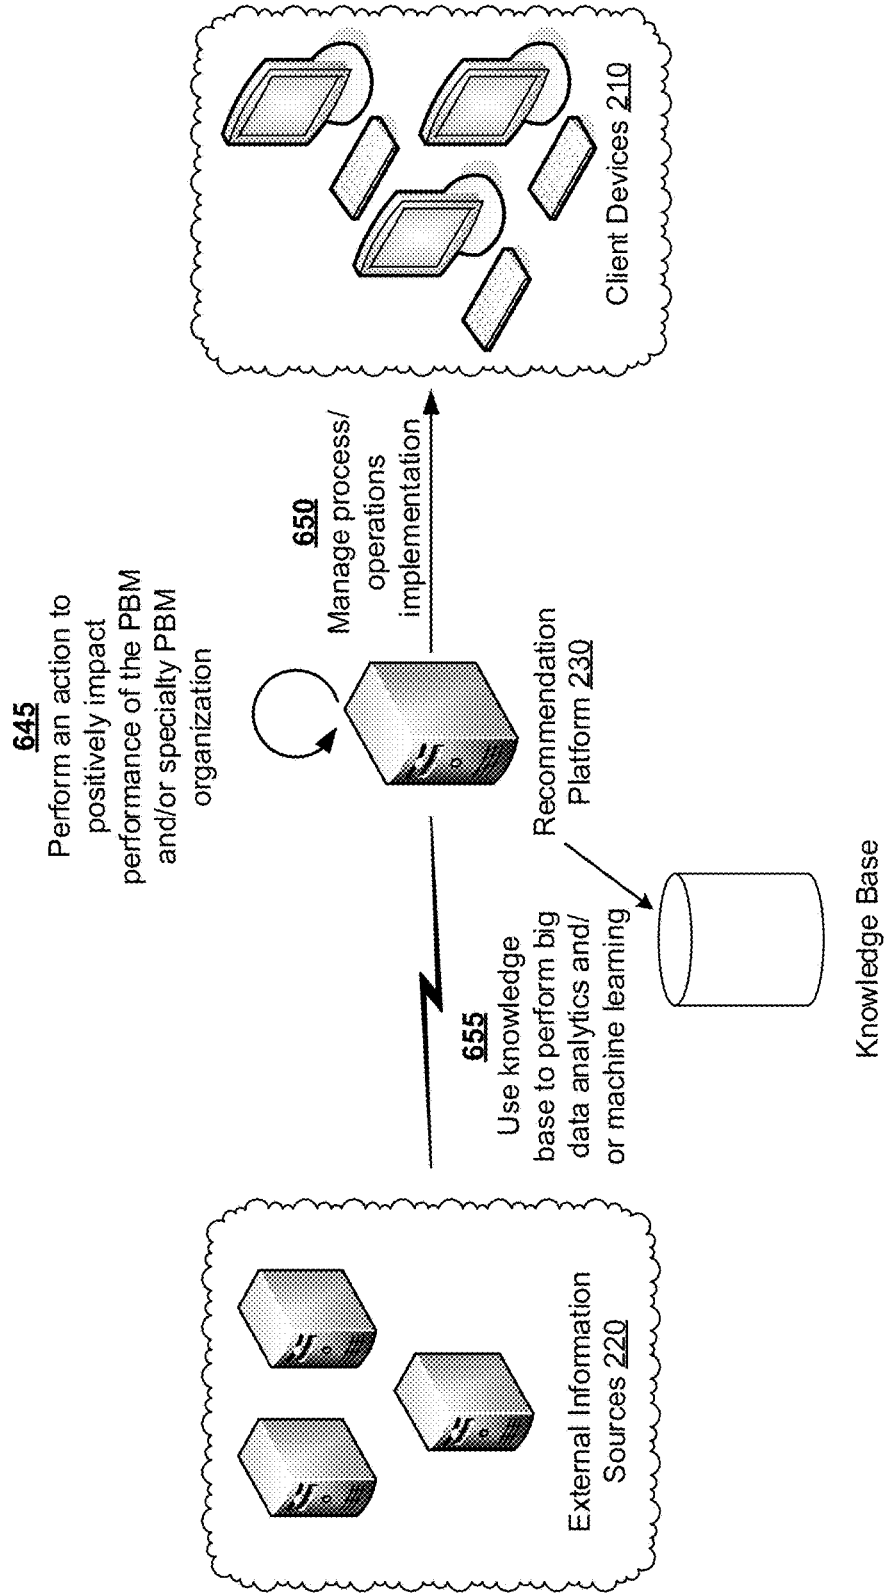 645
Perform an action to
positively impact
performance of the PBM
and/or specialty PBM
organization
650
Manage process/
operations
implementation
Recommendation
Platform 230
655
Use knowledge
base to perform big
data analytics and/
or machine learning
External Information
Sources 220
Client Devices 210
Knowledge Base